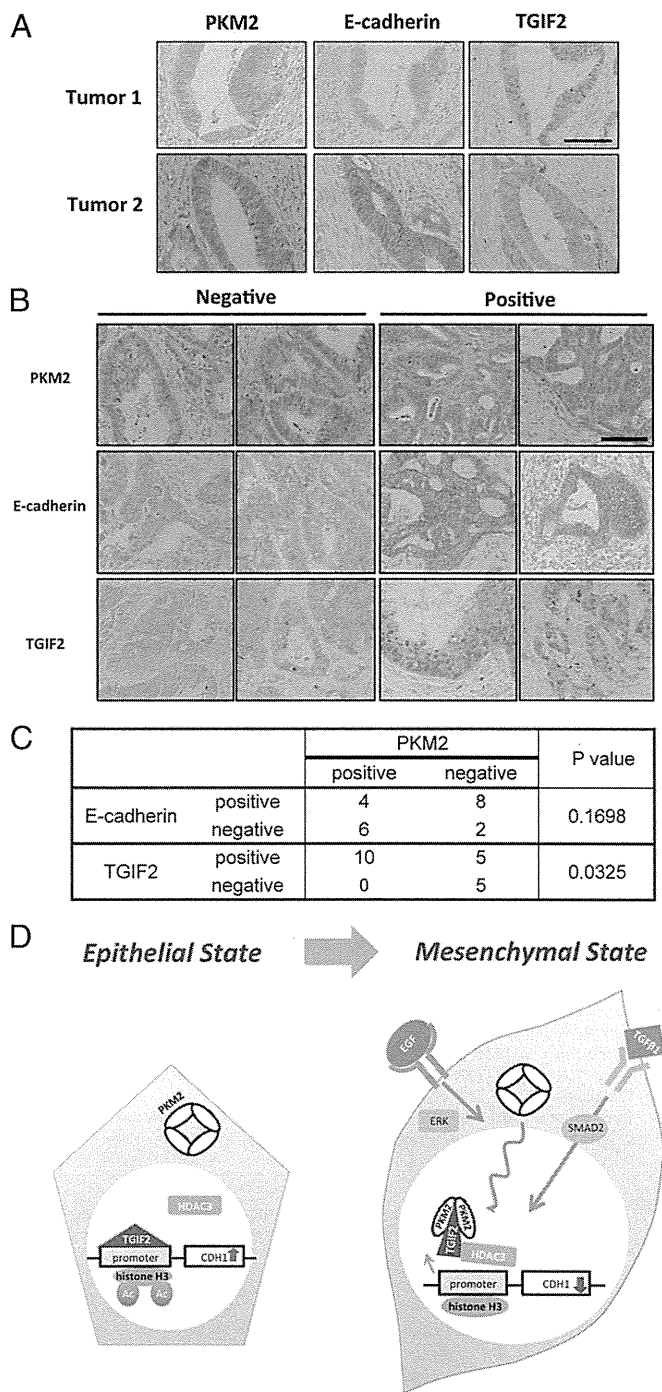 A
PKM2 E-cadherin TGIF2
Tumor 1
Tumor 2
B
Negative Positive
PKM2
E-cadherin
TGIF2
C
PKM2 P value
positive negative
E-cadherin positive 4 8 0.1698
negative 6 2
TGIF2 positive 10 5 0.0325
negative 0 5
D
Epithelial State Mesenchymal State
EGF
TGFβ1
PKM2
ERK
SMAD2
HDAC3
PKM2 PKM2
TGIF2
TGIF2
HDAC3
promoter CDH1
promoter CDH1
histone H3
histone H3
Ac Ac